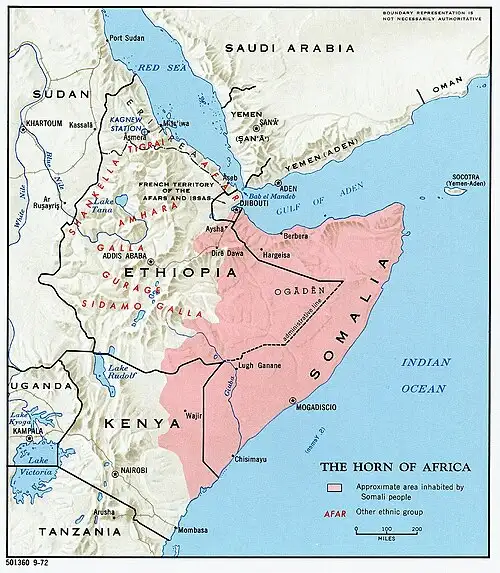 BOUNDARY REPRESENTATION IS
NOT NECESSARILY AUTHORITATIVE
Port Sudan
SAUDI ARABIA
RED SEA
SUDAN
OMAN
KAGNEW
STATION
ERITREA
KHARTOUM
Kassalā
Mits'iwa
Asmera
YEMEN
ṢAN'Ā'
(ṢAN'Ā')
TIGRAI
YEMEN (ADEN)
Blue Nile
White Nile
SHANKELLA
AFAR
Aseb
SOCOTRA
(Yemen-Aden)
FRENCH TERRITORY
OF THE
AFARS AND ISSAS
ADEN
Bab el Mandeb
Ar
Ruşayriş
Lake
Tana
AMHARA
DJIBOUTI
GULF OF ADEN
Aysha
Berbera
GALLA
Dirē Dawa
Hargeisa
ADDIS ABABA
ETHIOPIA
GURAGE
OGĀDĒN
SIDAMO GALLA
administrative line
SOMALIA
Lake
Rudolf
Lugh Ganane
INDIAN
OCEAN
UGANDA
Giuba
Lake
Kyoga
KENYA
Wajir
MOGADISCIO
KAMPALA
Lake
Victoria
Chisimayu
NAIROBI
THE HORN OF AFRICA
Approximate area inhabited by
Somali people
AFAR Other ethnic group
Arusha
0 100 200
MILES
TANZANIA
Mombasa
501360 9-72